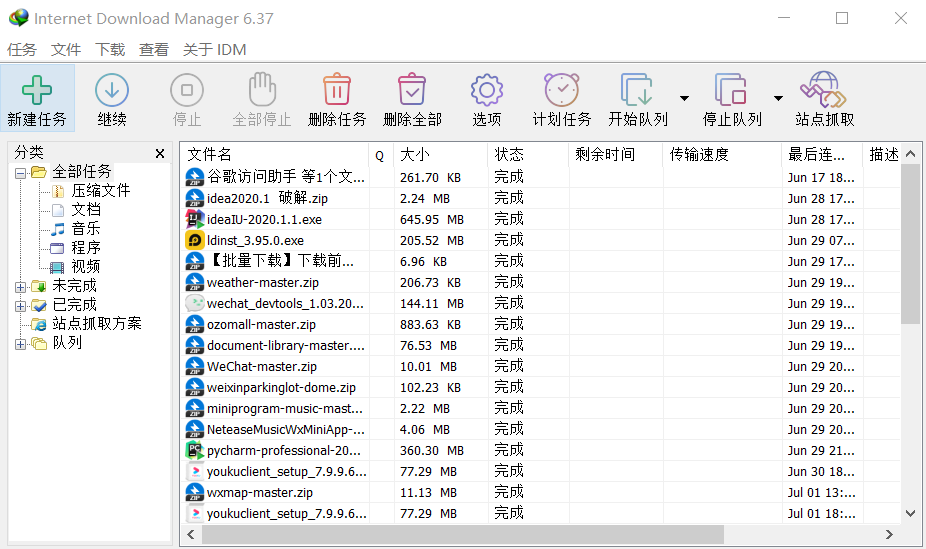 Internet Download Manager 6.37
任务 文件 下载 查看 关于 IDM
新建任务 继续 停止 全部停止 删除任务 删除全部 选项 计划任务 开始队列 停止队列 站点抓取
分类
全部任务
压缩文件
文档
音乐
程序
视频
未完成
已完成
站点抓取方案
队列
文件名 Q 大小 状态 剩余时间 传输速度 最后连... 描述
谷歌访问助手 等1个文... 261.70 KB 完成 Jun 17 18...
idea2020.1 破解.zip 2.24 MB 完成 Jun 28 17...
ideaIU-2020.1.1.exe 645.95 MB 完成 Jun 28 17...
ldinst_3.95.0.exe 205.52 MB 完成 Jun 29 07...
【批量下载】下载前... 6.96 KB 完成 Jun 29 17...
weather-master.zip 206.73 KB 完成 Jun 29 19...
wechat_devtools_1.03.20... 144.11 MB 完成 Jun 29 19...
ozomall-master.zip 883.63 KB 完成 Jun 29 19...
document-library-master.... 76.53 MB 完成 Jun 29 19...
WeChat-master.zip 10.01 MB 完成 Jun 29 20...
weixinparkinglot-dome.zip 102.23 KB 完成 Jun 29 20...
miniprogram-music-mast... 2.22 MB 完成 Jun 29 20...
NeteaseMusicWxMiniApp-... 4.06 MB 完成 Jun 29 20...
pycharm-professional-20... 360.30 MB 完成 Jun 29 21...
youkuclient_setup_7.9.9.6... 77.29 MB 完成 Jun 30 18...
wxmap-master.zip 11.13 MB 完成 Jul 01 13:...
youkuclient_setup_7.9.9.6... 77.29 MB 完成 Jul 01 18:...